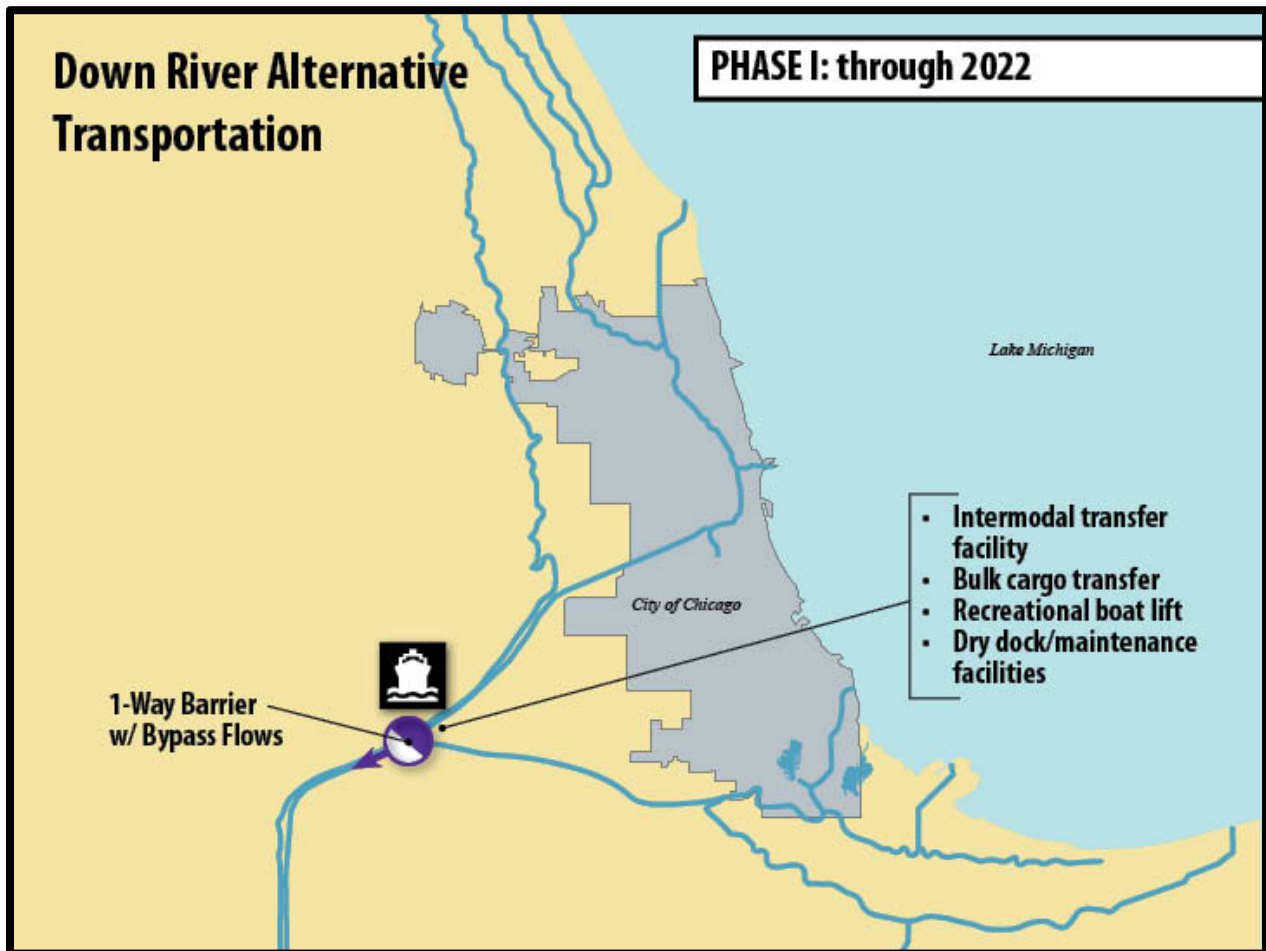 Down River Alternative
Transportation
PHASE I: through 2022
Lake Michigan
▪ Intermodal transfer
facility
▪ Bulk cargo transfer
▪ Recreational boat lift
▪ Dry dock/maintenance
facilities
City of Chicago
1-Way Barrier
w/ Bypass Flows